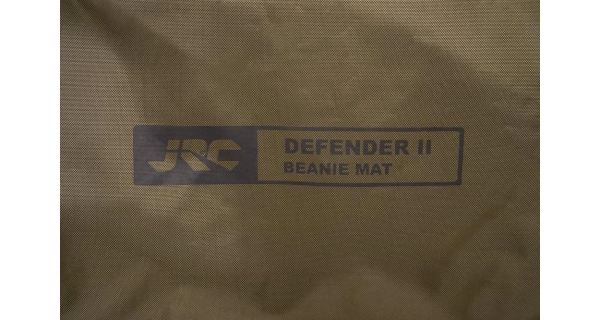 JRC
DEFENDER II
BEANIE MAT